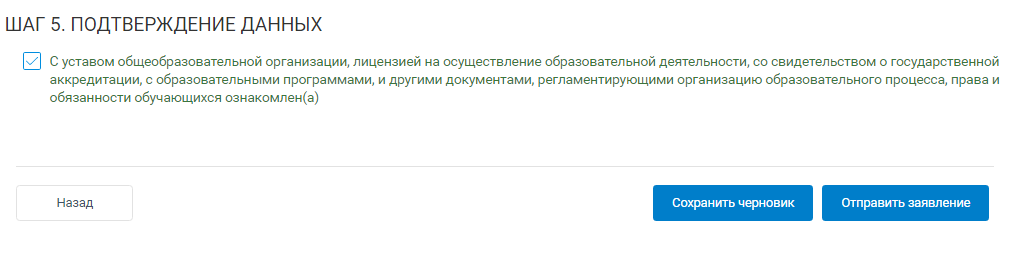 ШАГ 5. ПОДТВЕРЖДЕНИЕ ДАННЫХ
С уставом общеобразовательной организации, лицензией на осуществление образовательной деятельности, со свидетельством о государственной
аккредитации, с образовательными программами, и другими документами, регламентирующими организацию образовательного процесса, права и
обязанности обучающихся ознакомлен(а)
Назад
Сохранить черновик
Отправить заявление